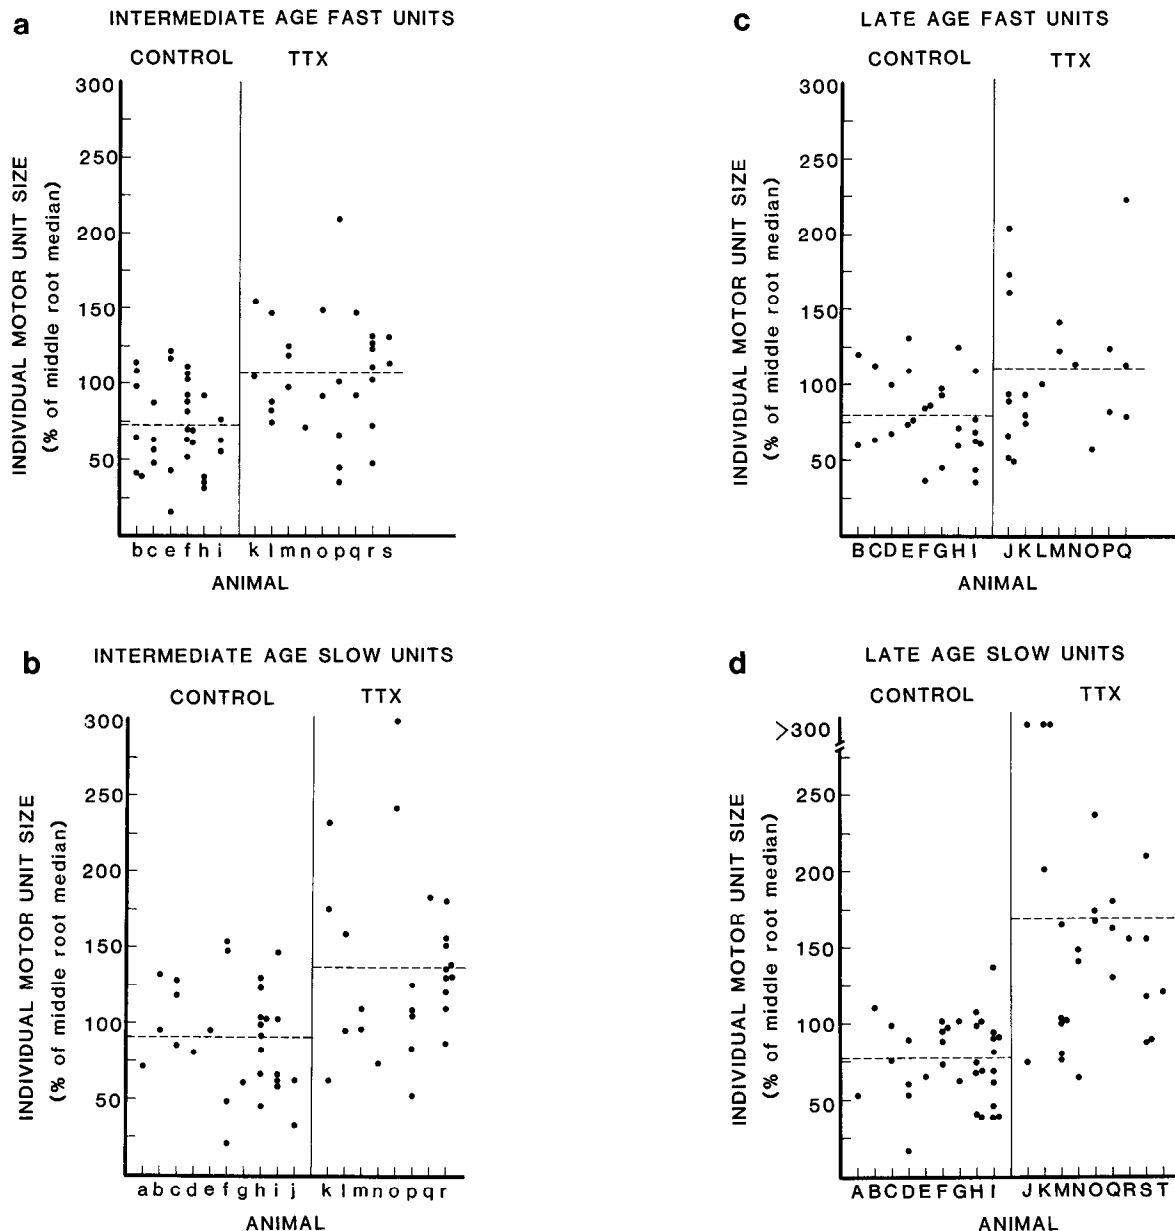 a
INTERMEDIATE AGE FAST UNITS
CONTROL TTX
INDIVIDUAL MOTOR UNIT SIZE
(% of middle root median)
300
250
200
150
100
50
b c e f h i k l m n o p q r s
ANIMAL
b
INTERMEDIATE AGE SLOW UNITS
CONTROL TTX
INDIVIDUAL MOTOR UNIT SIZE
(% of middle root median)
300
250
200
150
100
50
a b c d e f g h i j k l m n o p q r
ANIMAL
c
LATE AGE FAST UNITS
CONTROL TTX
INDIVIDUAL MOTOR UNIT SIZE
(% of middle root median)
300
250
200
150
100
50
B C D E F G H I J K L M N O P Q
ANIMAL
d
LATE AGE SLOW UNITS
CONTROL TTX
INDIVIDUAL MOTOR UNIT SIZE
(% of middle root median)
>300
250
200
150
100
50
A B C D E F G H I J K M N O Q R S T
ANIMAL